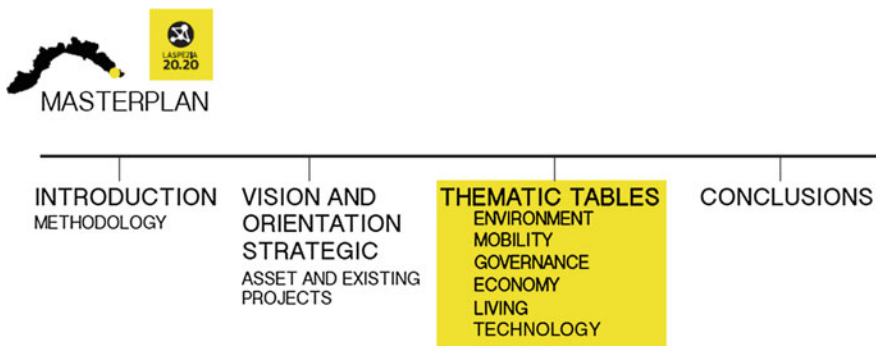 LASPEZIA
20.20
MASTERPLAN
INTRODUCTION
METHODOLOGY
VISION AND
ORIENTATION
STRATEGIC
ASSET AND EXISTING
PROJECTS
THEMATIC TABLES
ENVIRONMENT
MOBILITY
GOVERNANCE
ECONOMY
LIVING
TECHNOLOGY
CONCLUSIONS